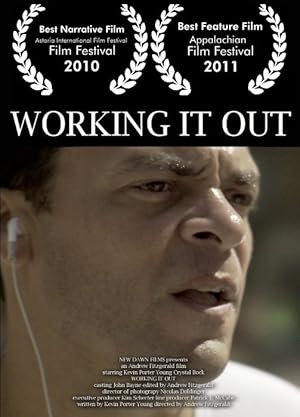 Best Narrative Film
Astoria International Film Festival
Film Festival
2010
Best Feature Film
Appalachian
Film Festival
2011
WORKING IT OUT
NEW DAWN FILMS presents
an Andrew Fitzgerald film
starring Kevin Porter Young Crystal Bock
WORKING IT OUT
casting John Bayne edited by Andrew Fitzgerald
director of photograpy Nicolas
executive producer Kim Schecter line producer Patrick
written by Kevin Porter Young directed by Andrew Fitzgerald